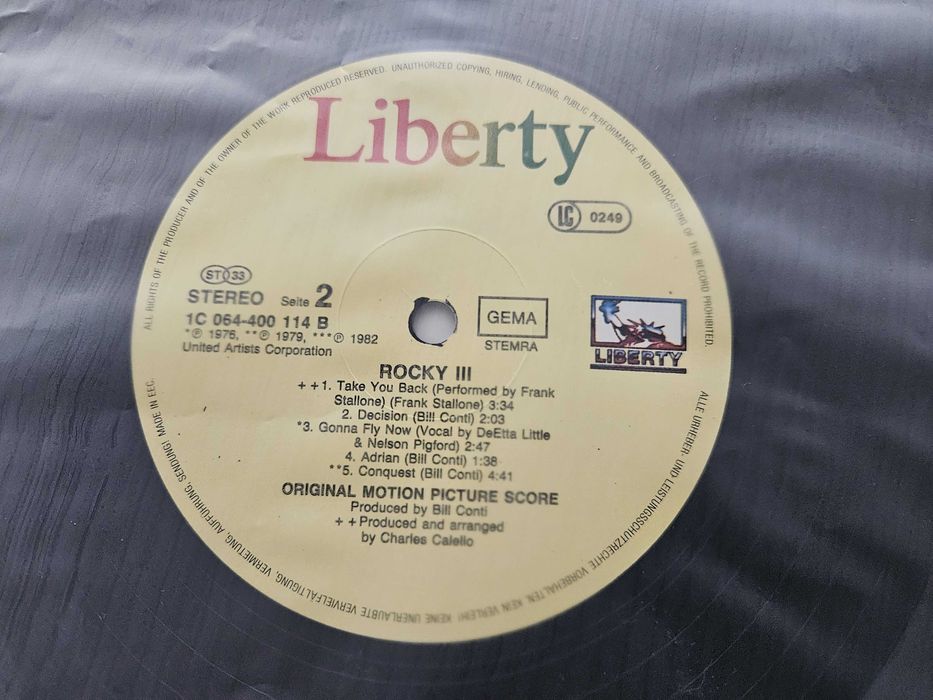 ALL RIGHTS OF THE PRODUCER AND OF THE OWNER OF THE WORK REPRODUCED RESERVED. UNAUTHORIZED COPYING, HIRING, LENDING, PUBLIC PERFORMANCE AND BROADCASTING OF THE RECORD PROHIBITED.
Liberty
LC 0249
ST 33
STEREO Seite 2
1C 064-400 114 B
*℗ 1976, **℗ 1979, ***℗ 1982
United Artists Corporation
GEMA
STEMRA
LIBERTY
ROCKY III
++1. Take You Back (Performed by Frank
Stallone) (Frank Stallone) 3:34
2. Decision (Bill Conti) 2:03
*3. Gonna Fly Now (Vocal by DeEtta Little
& Nelson Pigford) 2:47
4. Adrian (Bill Conti) 1:38
**5. Conquest (Bill Conti) 4:41
ORIGINAL MOTION PICTURE SCORE
Produced by Bill Conti
++Produced and arranged
by Charles Calello
ALLE URHEBER- UND LEISTUNGSSCHUTZRECHTE VORBEHALTEN. KEIN VERLEIH! KEINE UNERLAUBTE VERVIELFÄLTIGUNG, VERMIETUNG, AUFFÜHRUNG, SENDUNG! MADE IN EEC.